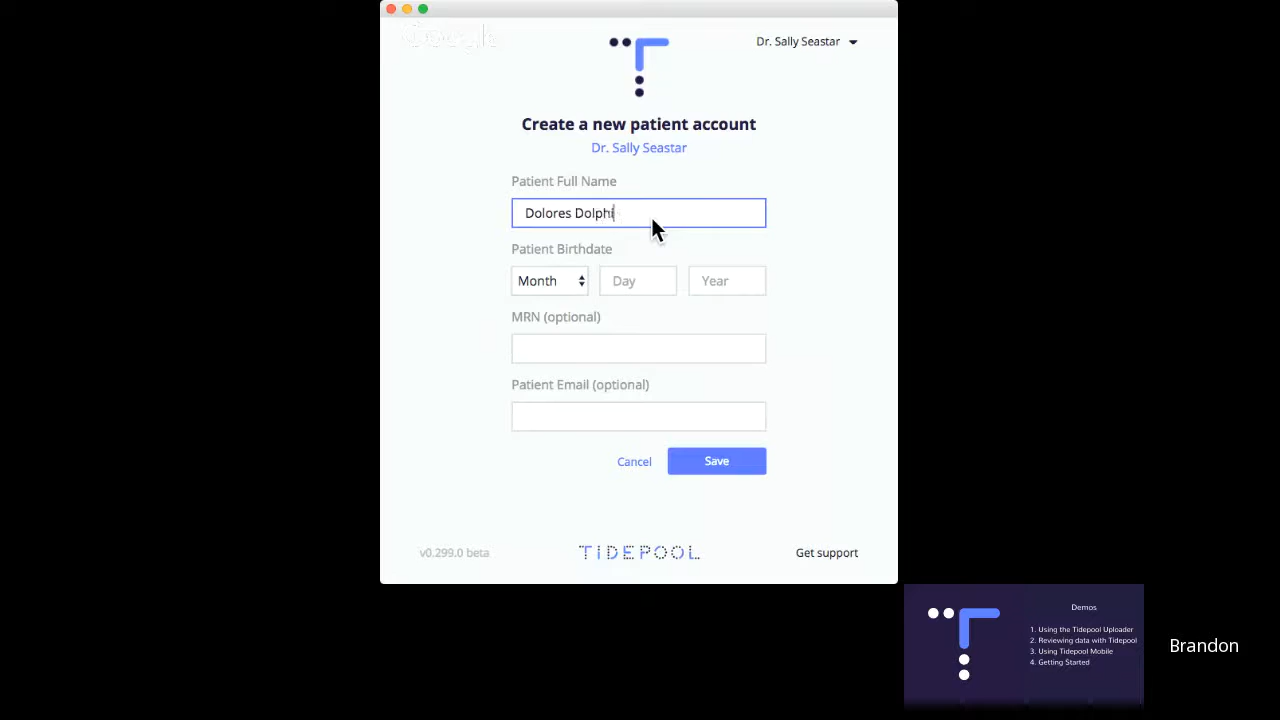 Google
Dr. Sally Seastar
Create a new patient account
Dr. Sally Seastar
Patient Full Name
Dolores Dolphi
Patient Birthdate
Month
Day
Year
MRN (optional)
Patient Email (optional)
Cancel
Save
v0.299.0 beta
TIDEPOOL
Get support
Demos
1. Using the Tidepool Uploader
2. Reviewing data with Tidepool
3. Using Tidepool Mobile
4. Getting Started
Brandon